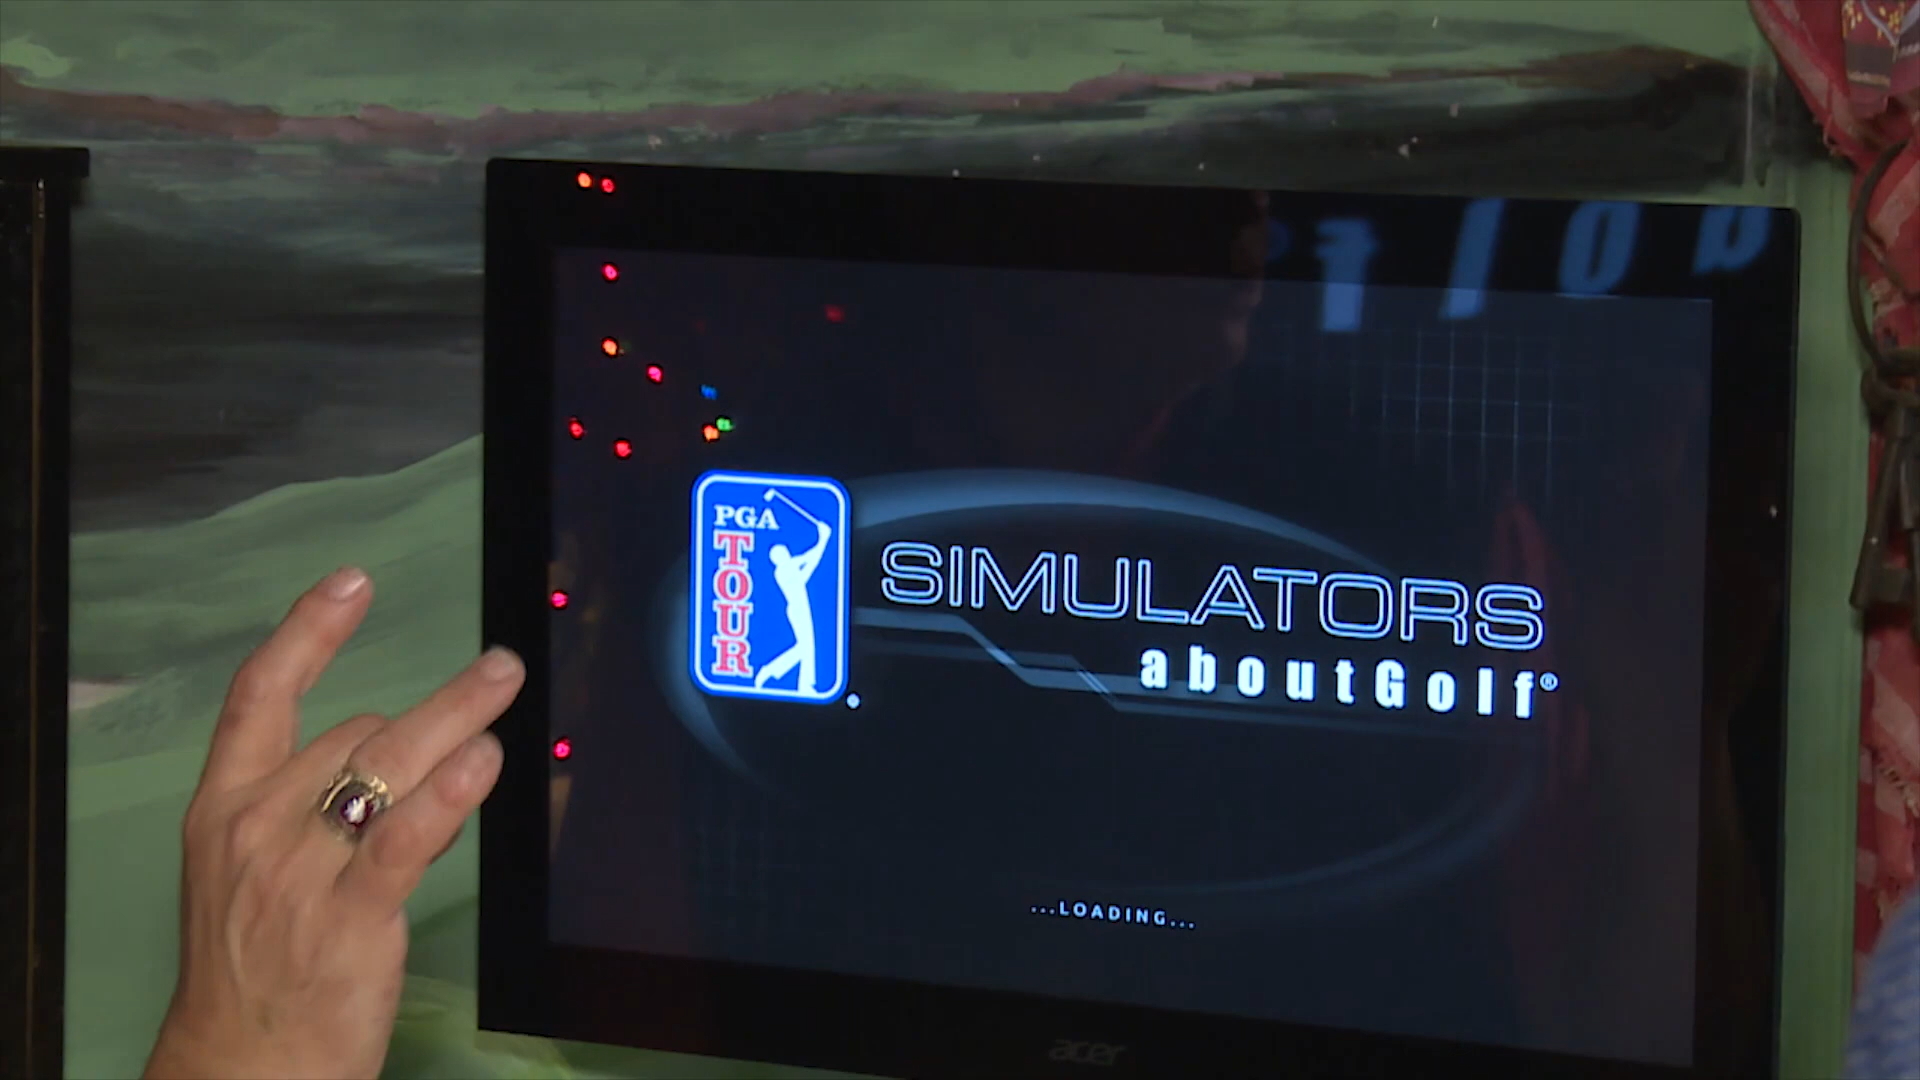 PGA
TOUR
SIMULATORS
aboutGolf®
...LOADING...
acer